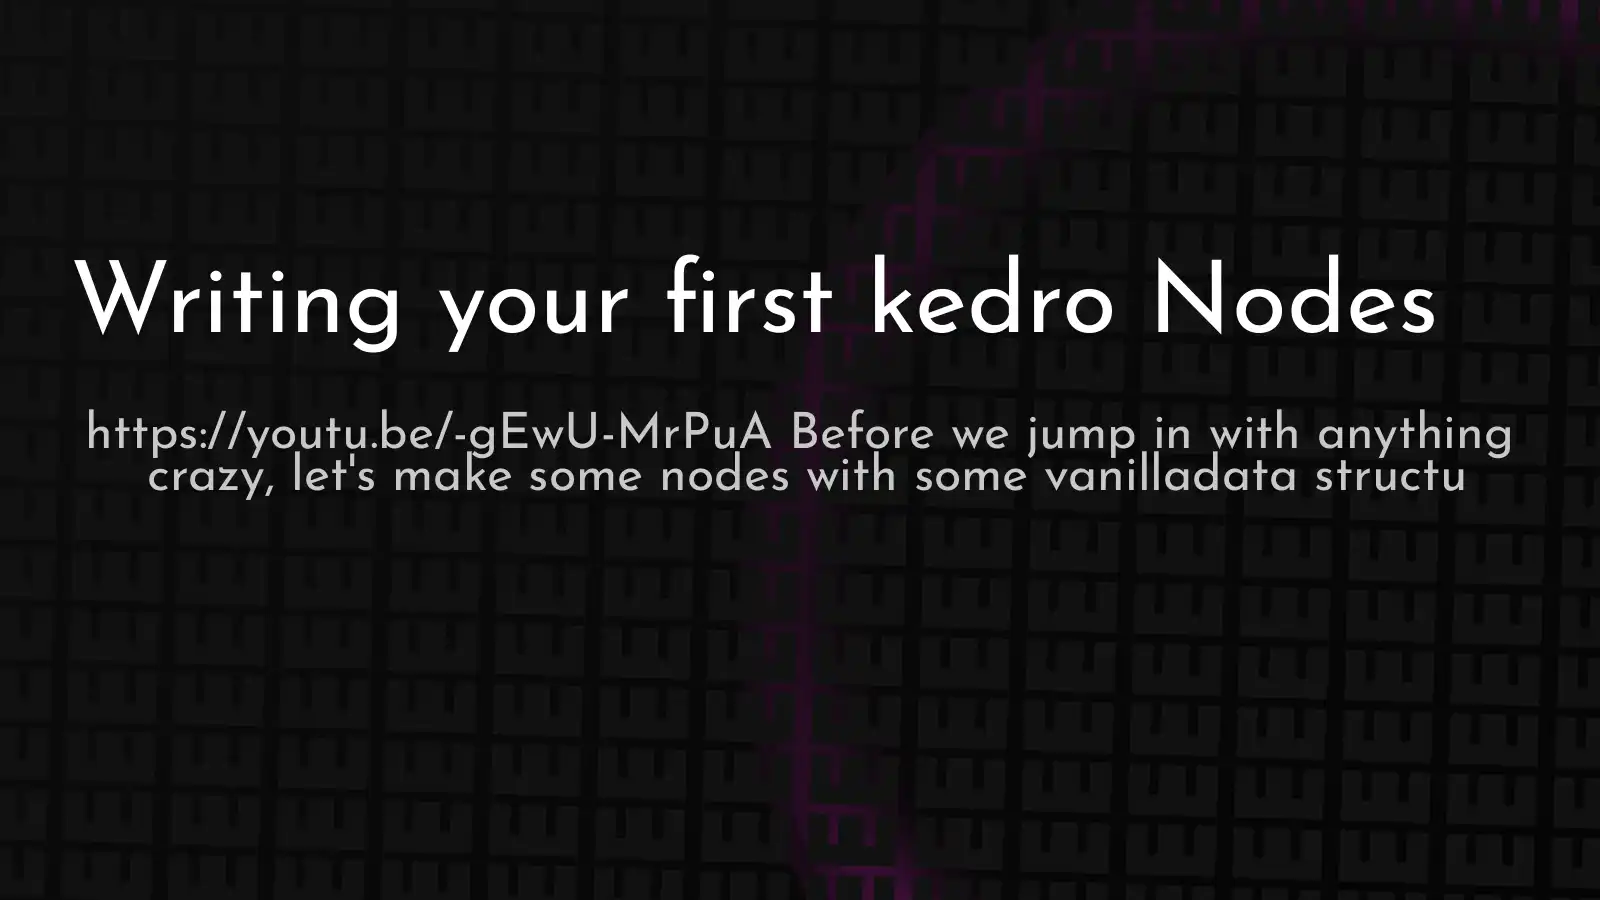 Writing your first kedro Nodes
https://youtu.be/-gEwU-MrPuA Before we jump in with anything
crazy, let's make some nodes with some vanilladata structu